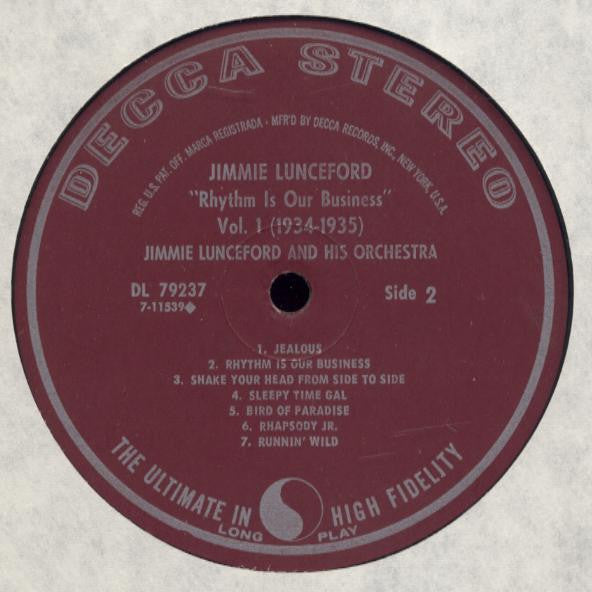 DECCA STEREO
REG. U.S. PAT. OFF. MARCA REGISTRADA • MFR'D BY DECCA RECORDS, INC., NEW YORK, U.S.A.
JIMMIE LUNCEFORD
"Rhythm Is Our Business"
Vol. 1 (1934-1935)
JIMMIE LUNCEFORD AND HIS ORCHESTRA
DL 79237
7-11539◆
Side 2
1. JEALOUS
2. RHYTHM IS OUR BUSINESS
3. SHAKE YOUR HEAD FROM SIDE TO SIDE
4. SLEEPY TIME GAL
5. BIRD OF PARADISE
6. RHAPSODY JR.
7. RUNNIN' WILD
THE ULTIMATE IN HIGH FIDELITY
LONG PLAY